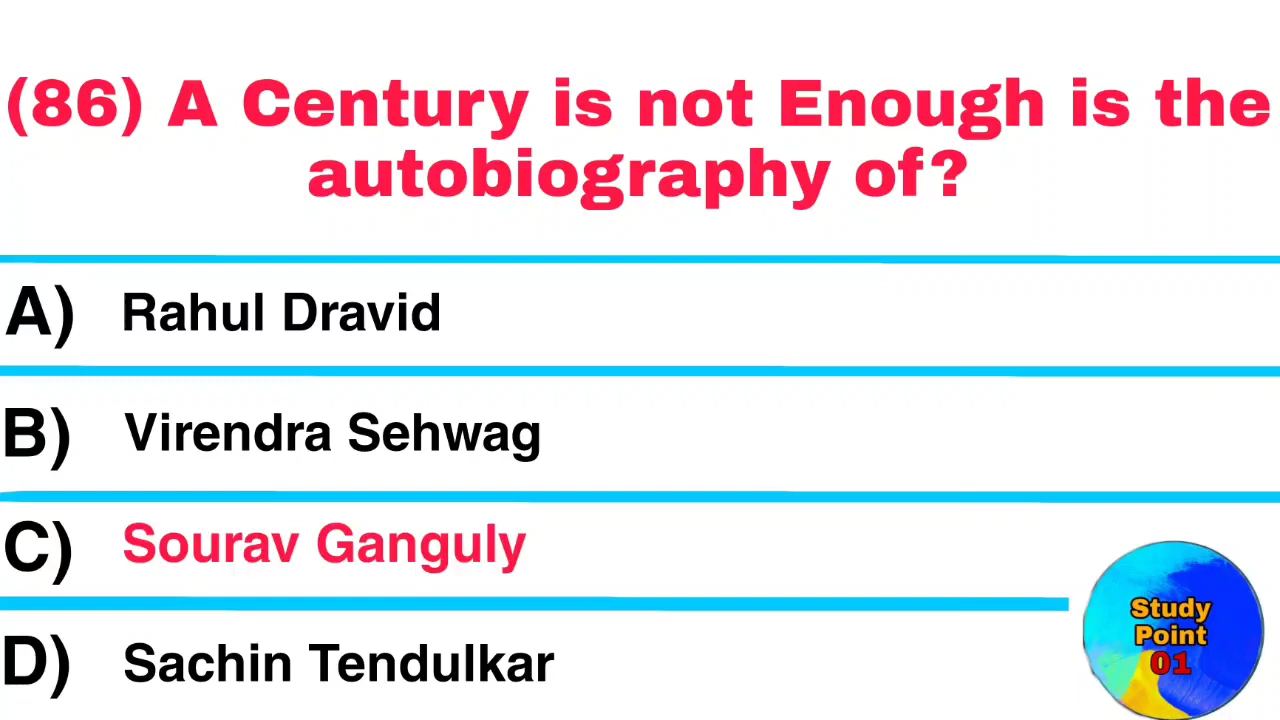 (86) A Century is not Enough is the
autobiography of?
A) Rahul Dravid
B) Virendra Sehwag
C) Sourav Ganguly
D) Sachin Tendulkar
Study
Point
01